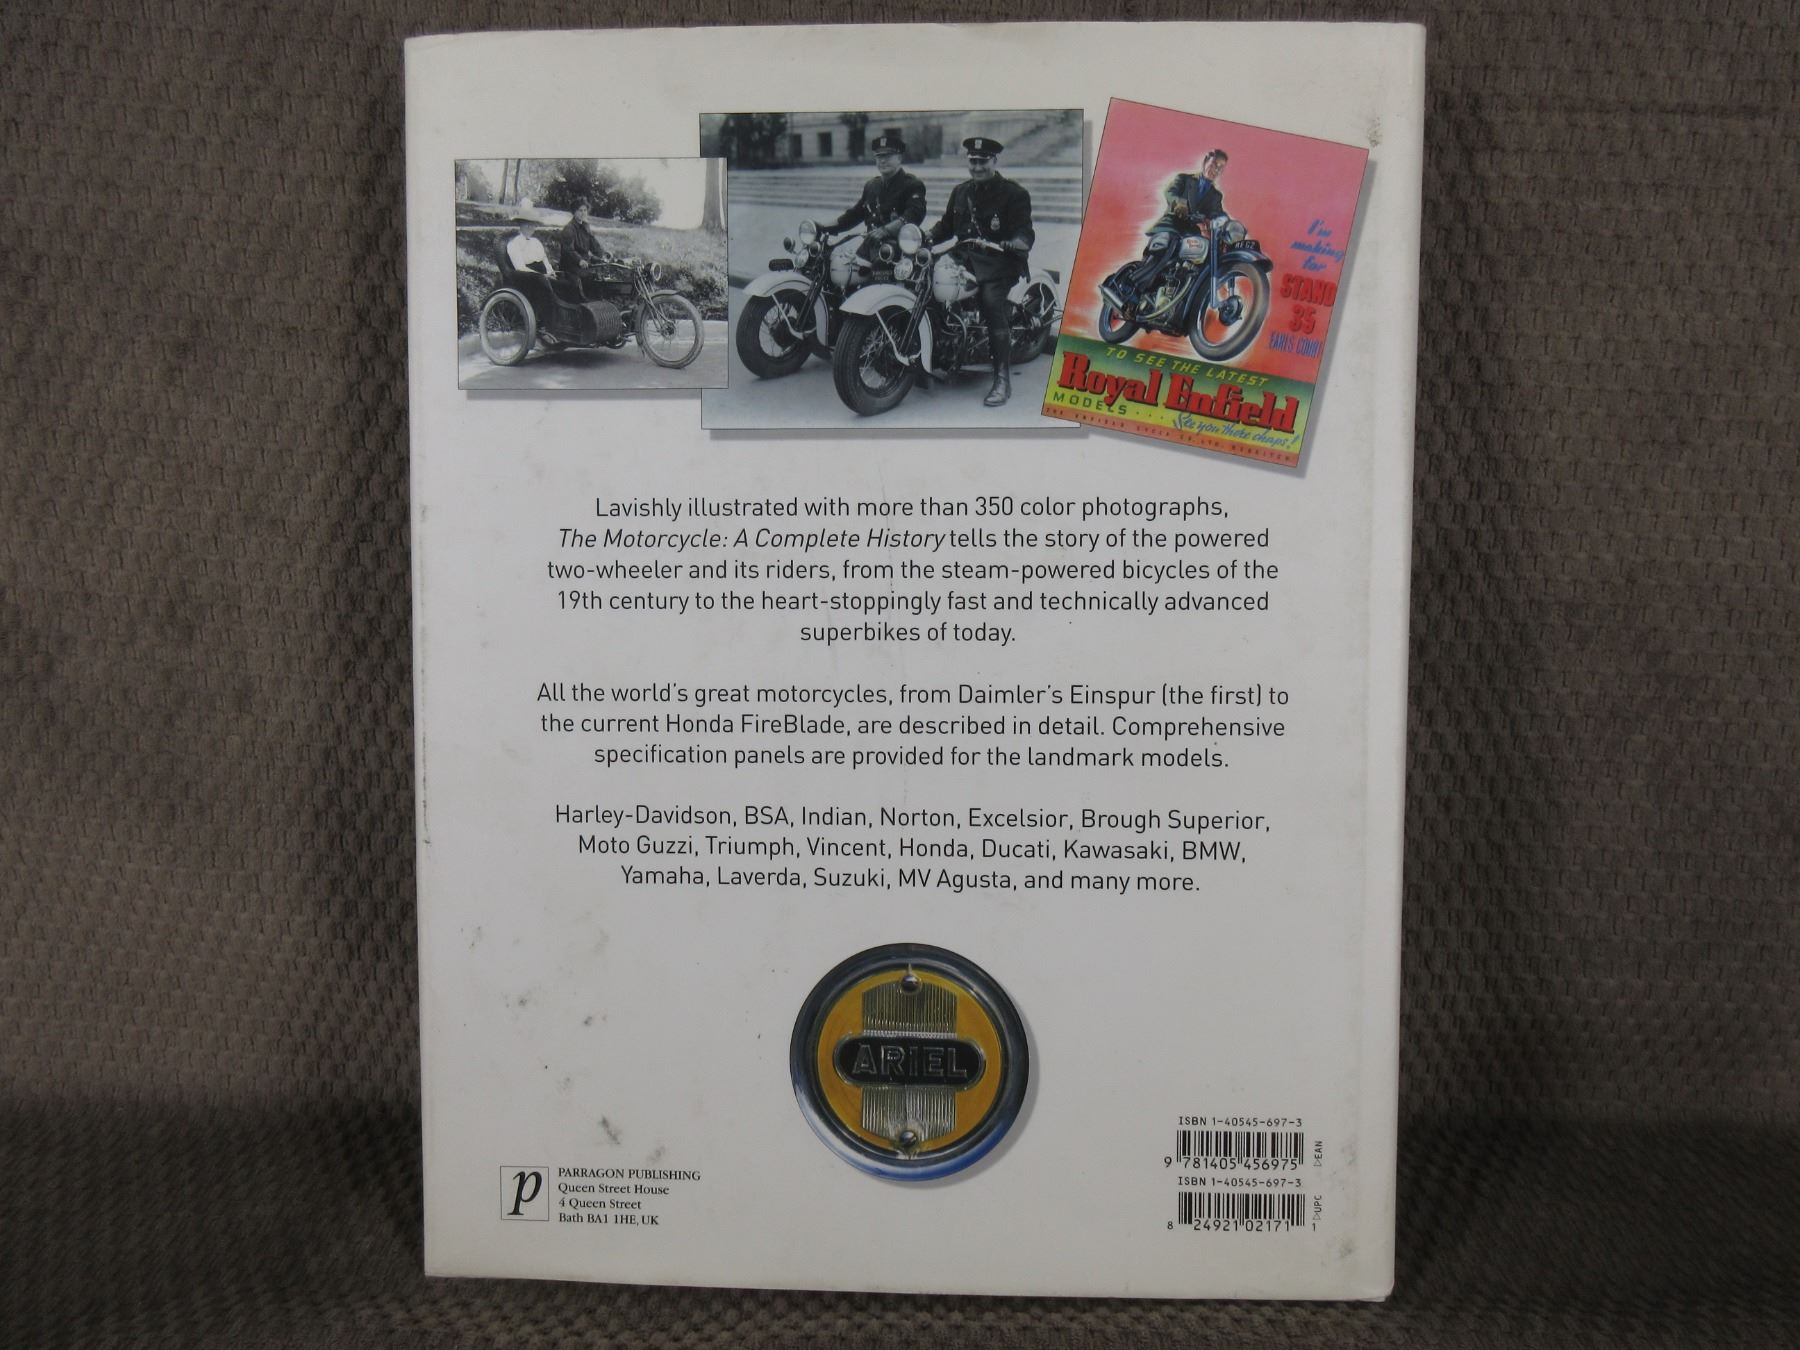 RFGZ
I'm
making
for
STAND
35
EARLS COURT
TO SEE THE LATEST
Royal Enfield
MODELS...
See you there chaps!
THE ENFIELD CYCLE CO. LTD. REDDITCH
Lavishly illustrated with more than 350 color photographs,
The Motorcycle: A Complete History tells the story of the powered
two-wheeler and its riders, from the steam-powered bicycles of the
19th century to the heart-stoppingly fast and technically advanced
superbikes of today.
All the world's great motorcycles, from Daimler's Einspur (the first) to
the current Honda FireBlade, are described in detail. Comprehensive
specification panels are provided for the landmark models.
Harley-Davidson, BSA, Indian, Norton, Excelsior, Brough Superior,
Moto Guzzi, Triumph, Vincent, Honda, Ducati, Kawasaki, BMW,
Yamaha, Laverda, Suzuki, MV Agusta, and many more.
ARIEL
p
PARRAGON PUBLISHING
Queen Street House
4 Queen Street
Bath BA1 1HE, UK
ISBN 1-40545-697-3
9 781405 456975
EAN
ISBN 1-40545-697-3
8 24921 02171 1
UPC